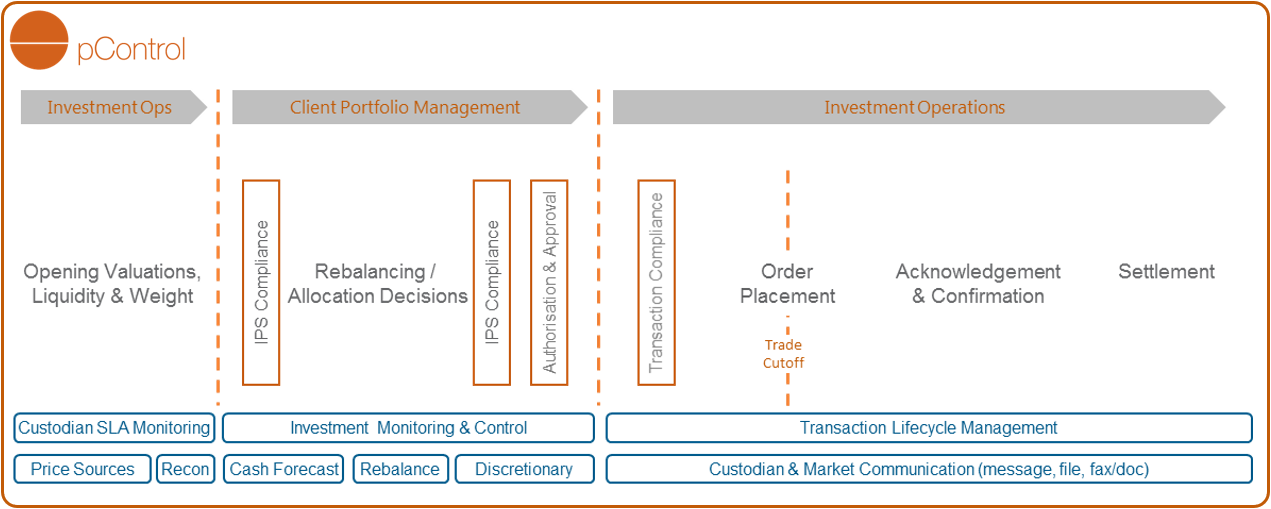 pControl
Investment Ops
Client Portfolio Management
Investment Operations
Opening Valuations,
Liquidity & Weight
IPS Compliance
Rebalancing /
Allocation Decisions
IPS Compliance
Authorisation & Approval
Transaction Compliance
Order
Placement
Trade
Cutoff
Acknowledgement
& Confirmation
Settlement
Custodian SLA Monitoring
Investment Monitoring & Control
Transaction Lifecycle Management
Price Sources
Recon
Cash Forecast
Rebalance
Discretionary
Custodian & Market Communication (message, file, fax/doc)